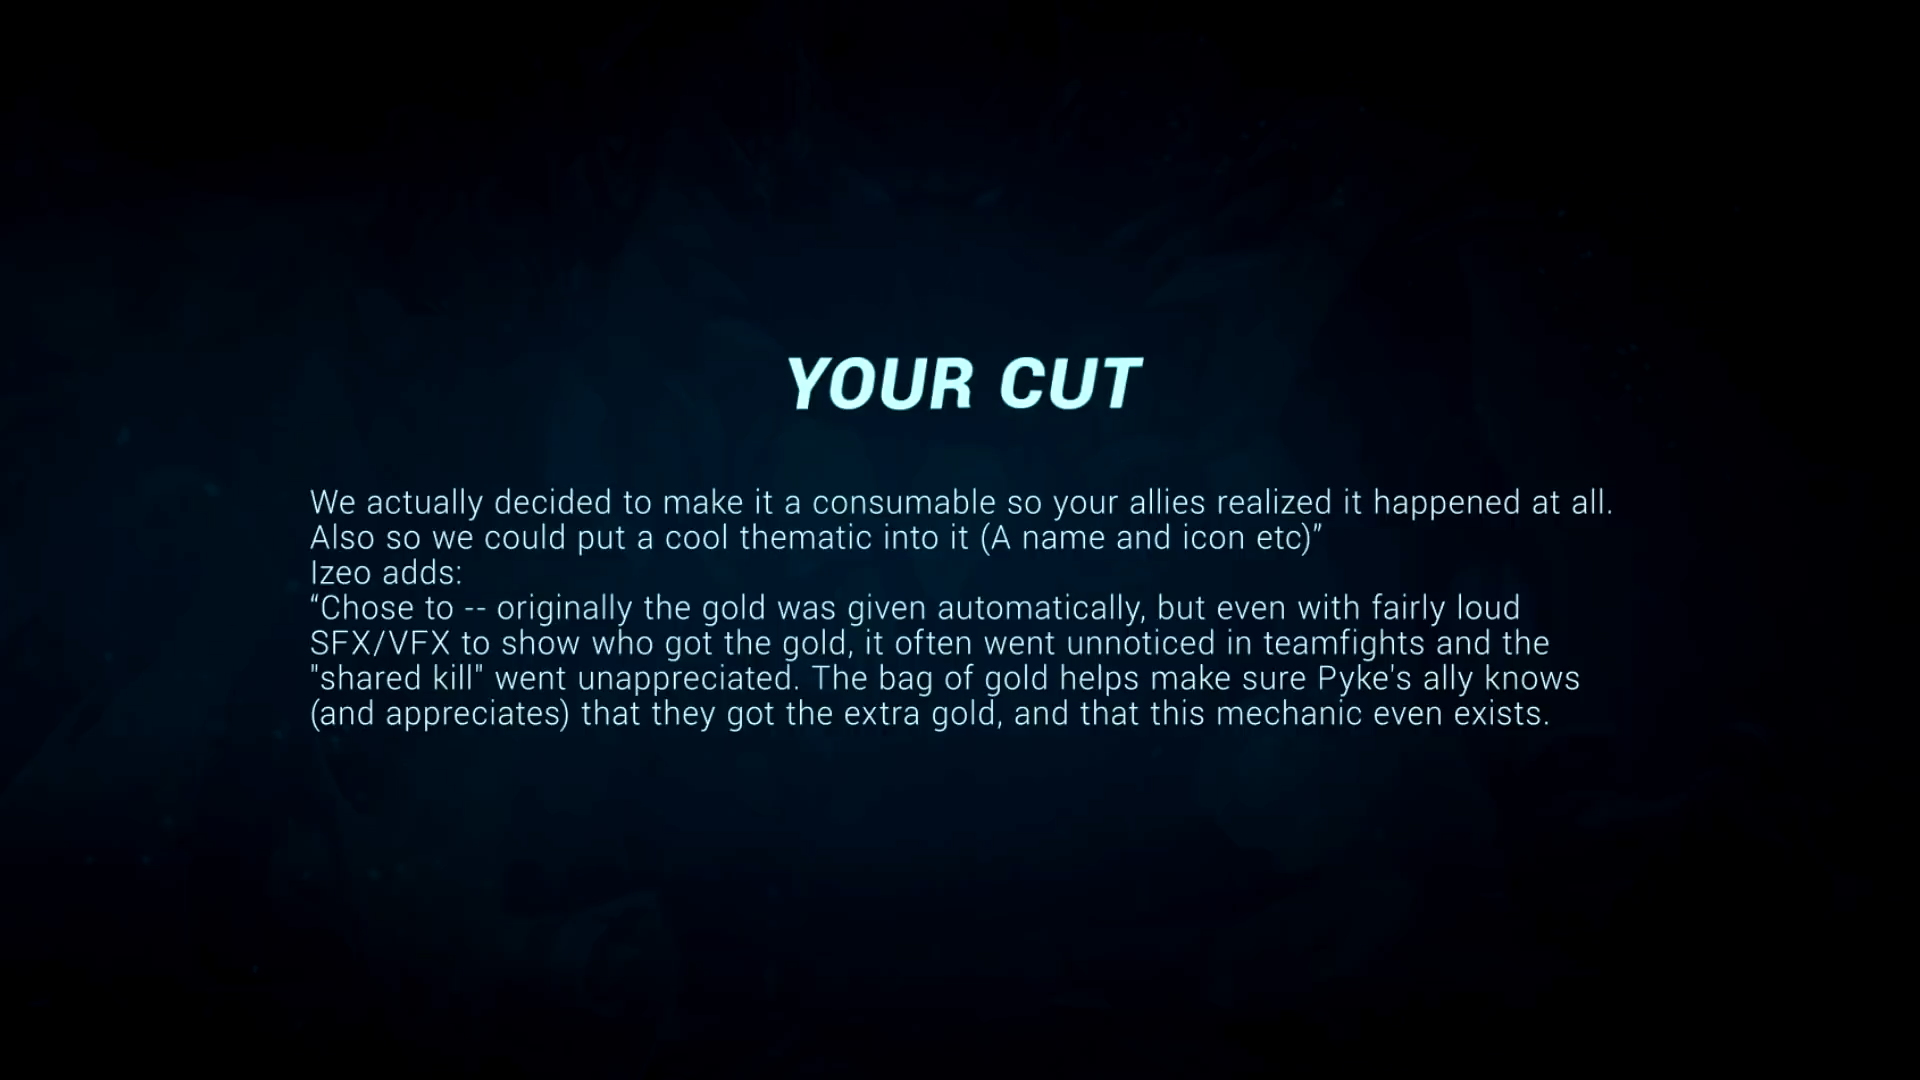 YOUR CUT
We actually decided to make it a consumable so your allies realized it happened at all.
Also so we could put a cool thematic into it (A name and icon etc)”
Izeo adds:
“Chose to -- originally the gold was given automatically, but even with fairly loud
SFX/VFX to show who got the gold, it often went unnoticed in teamfights and the
"shared kill" went unappreciated. The bag of gold helps make sure Pyke's ally knows
(and appreciates) that they got the extra gold, and that this mechanic even exists.